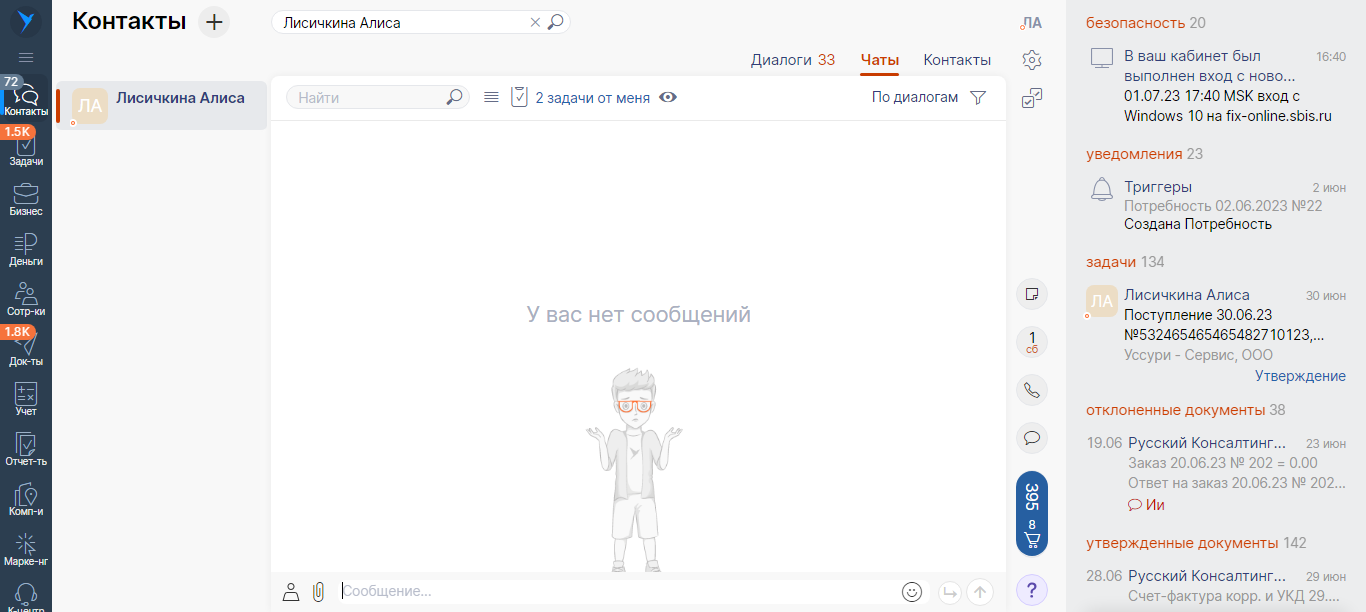 Контакты
Лисичкина Алиса
ЛА
Диалоги 33
Чаты
Контакты
72
Контакты
1.5K
Задачи
Бизнес
Деньги
Сотр-ки
1.8K
Док-ты
Учет
Отчет-ть
Комп-и
Марке-нг
К-центр
ЛА
Лисичкина Алиса
Найти
2 задачи от меня
По диалогам
У вас нет сообщений
Сообщение...
1
сб
395
8
?
безопасность 20
В ваш кабинет был 16:40
выполнен вход с ново...
01.07.23 17:40 MSK вход с
Windows 10 на fix-online.sbis.ru
уведомления 23
Триггеры 2 июн
Потребность 02.06.2023 №22
Создана Потребность
задачи 134
ЛА
Лисичкина Алиса 30 июн
Поступление 30.06.23
№532465465465482710123,...
Уссури - Сервис, ООО
Утверждение
отклоненные документы 38
19.06 Русский Консалтинг... 23 июн
Заказ 20.06.23 № 202 = 0.00
Ответ на заказ 20.06.23 № 202...
Ии
утвержденные документы 142
28.06 Русский Консалтинг... 29 июн
Счет-фактура корр. и УКД 29....